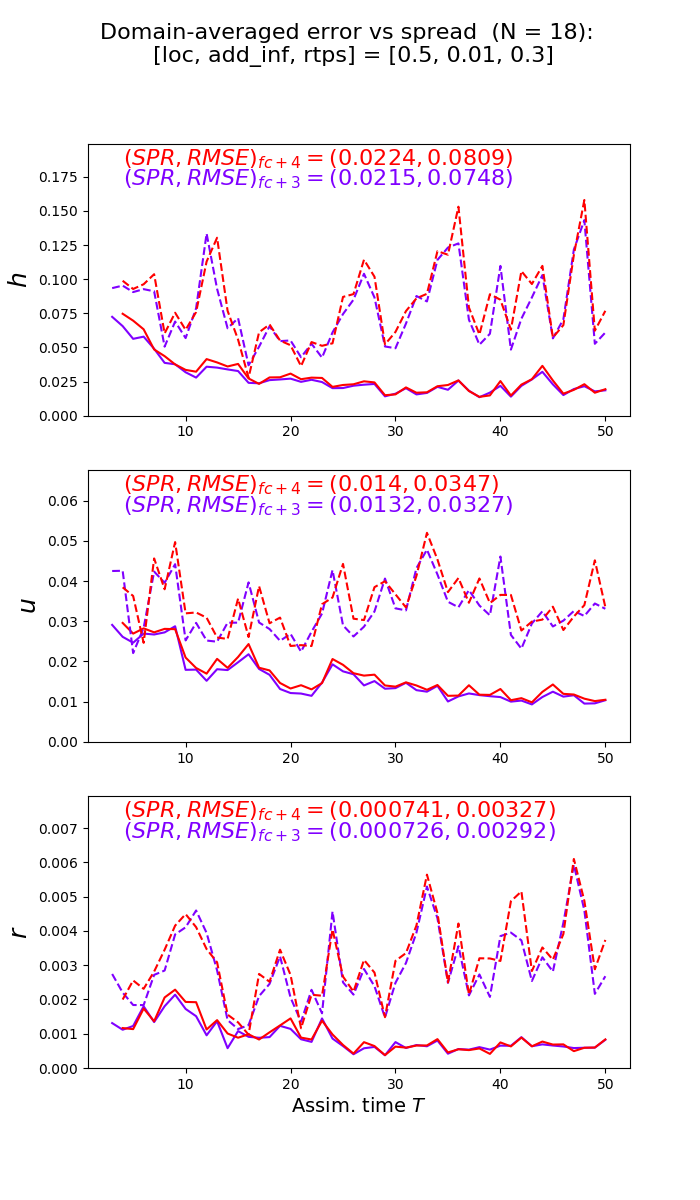 Domain-averaged error vs spread (N = 18):
[loc, add_inf, rtps] = [0.5, 0.01, 0.3]
(SPR, RMSE)fc+4 = (0.0224, 0.0809)
(SPR, RMSE)fc+3 = (0.0215, 0.0748)
0.175
0.150
0.125
0.100
0.075
0.050
0.025
0.000
h
10 20 30 40 50
(SPR, RMSE)fc+4 = (0.014, 0.0347)
(SPR, RMSE)fc+3 = (0.0132, 0.0327)
0.06
0.05
0.04
0.03
0.02
0.01
0.00
u
10 20 30 40 50
(SPR, RMSE)fc+4 = (0.000741, 0.00327)
(SPR, RMSE)fc+3 = (0.000726, 0.00292)
0.007
0.006
0.005
0.004
0.003
0.002
0.001
0.000
r
10 20 30 40 50
Assim. time T